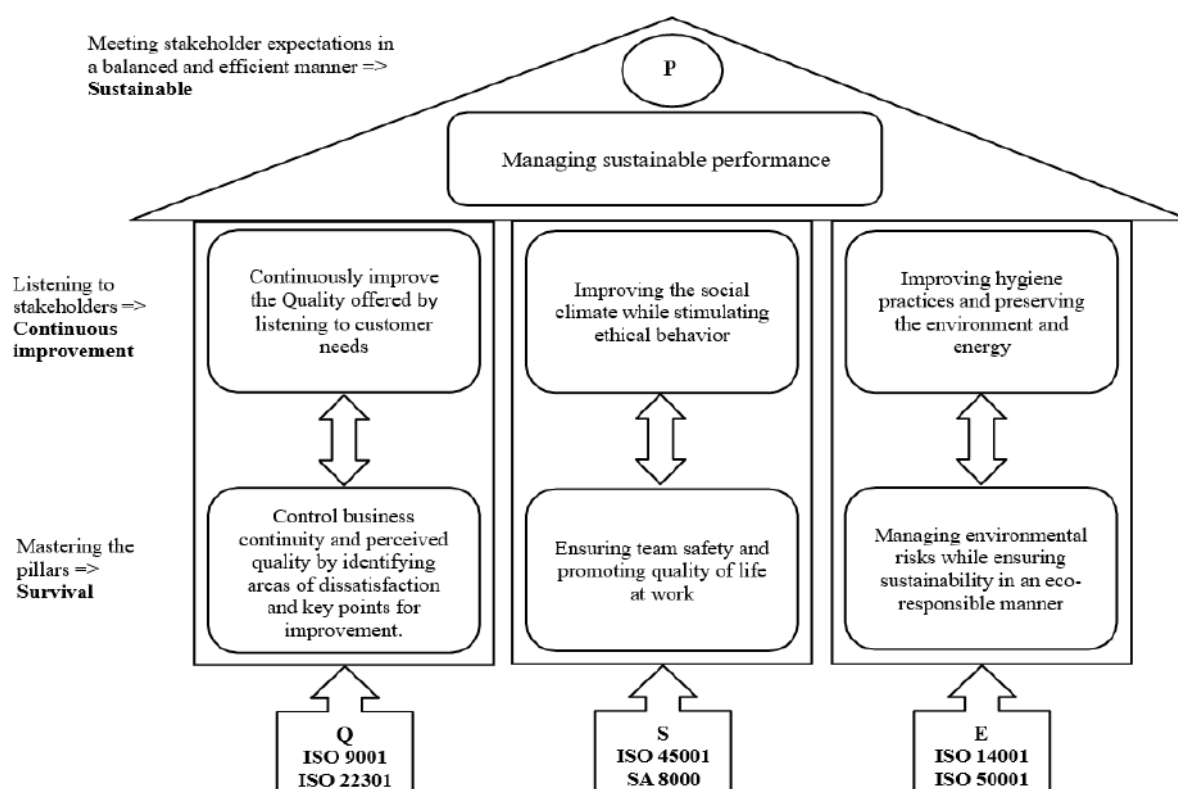 Meeting stakeholder expectations in
a balanced and efficient manner =>
Sustainable
P
Managing sustainable performance
Listening to
stakeholders =>
Continuous
improvement
Continuously improve
the Quality offered by
listening to customer
needs
Improving the social
climate while stimulating
ethical behavior
Improving hygiene
practices and preserving
the environment and
energy
Mastering the
pillars =>
Survival
Control business
continuity and perceived
quality by identifying
areas of dissatisfaction
and key points for
improvement.
Ensuring team safety and
promoting quality of life
at work
Managing environmental
risks while ensuring
sustainability in an eco-
responsible manner
Q
ISO 9001
ISO 22301
S
ISO 45001
SA 8000
E
ISO 14001
ISO 50001